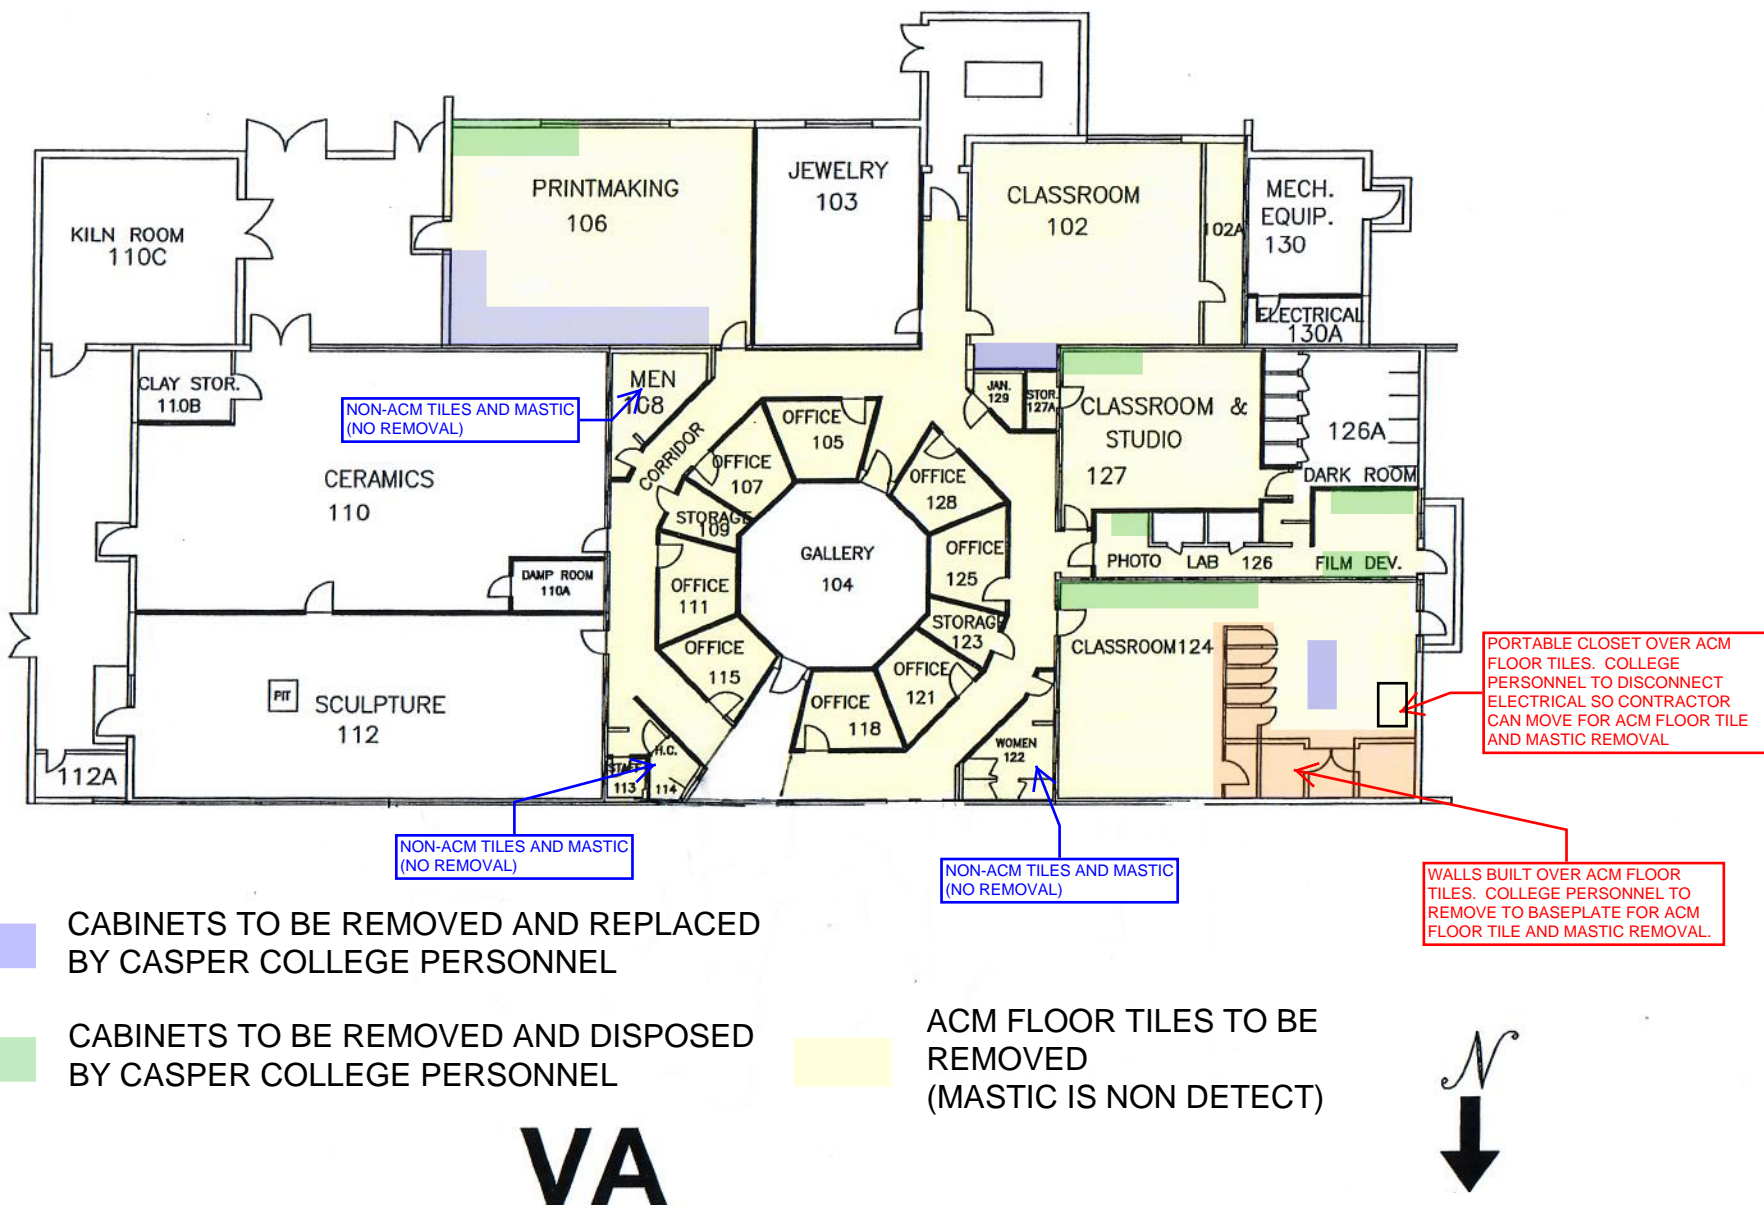 PRINTMAKING
106
JEWELRY
103
CLASSROOM
102
102A
MECH.
EQUIP.
130
ELECTRICAL
130A
KILN ROOM
110C
CLAY STOR.
110B
MEN
108
NON-ACM TILES AND MASTIC
(NO REMOVAL)
CORRIDOR
OFFICE
105
OFFICE
107
STORAGE
109
OFFICE
111
OFFICE
115
GALLERY
104
OFFICE
128
OFFICE
125
STORAGE
123
OFFICE
121
OFFICE
118
JAN.
129
STOR.
127A
CLASSROOM &
STUDIO
127
126A
DARK ROOM
PHOTO LAB 126
FILM DEV.
CERAMICS
110
DAMP ROOM
110A
PIT
SCULPTURE
112
112A
STAFF
113
H.C.
114
WOMEN
122
CLASSROOM124
PORTABLE CLOSET OVER ACM
FLOOR TILES. COLLEGE
PERSONNEL TO DISCONNECT
ELECTRICAL SO CONTRACTOR
CAN MOVE FOR ACM FLOOR TILE
AND MASTIC REMOVAL
NON-ACM TILES AND MASTIC
(NO REMOVAL)
NON-ACM TILES AND MASTIC
(NO REMOVAL)
WALLS BUILT OVER ACM FLOOR
TILES. COLLEGE PERSONNEL TO
REMOVE TO BASEPLATE FOR ACM
FLOOR TILE AND MASTIC REMOVAL.
CABINETS TO BE REMOVED AND REPLACED
BY CASPER COLLEGE PERSONNEL
CABINETS TO BE REMOVED AND DISPOSED
BY CASPER COLLEGE PERSONNEL
ACM FLOOR TILES TO BE
REMOVED
(MASTIC IS NON DETECT)
N
VA